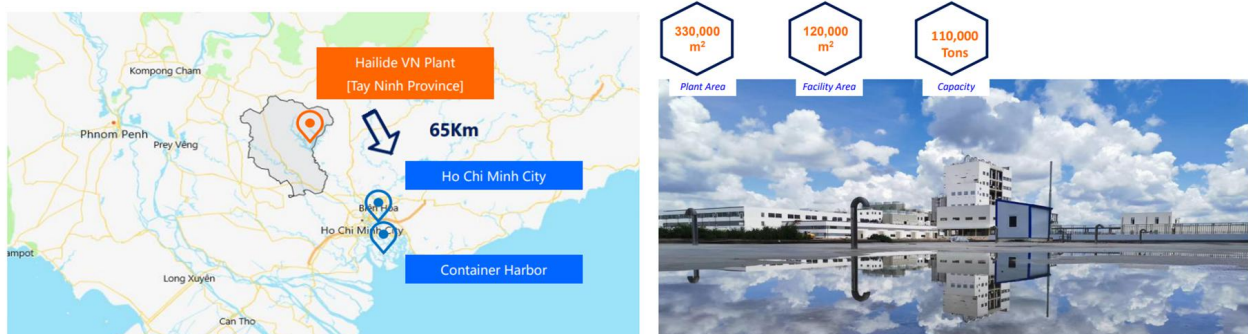 Hailide VN Plant
[Tay Ninh Province]
Kompong Cham
Phnom Penh
Prey Veng
65Km
Ho Chi Minh City
Bien Hoa
Ho Chi Minh City
ampot
Container Harbor
Long Xuyen
Can Tho
330,000
m²
120,000
m²
110,000
Tons
Plant Area
Facility Area
Capacity